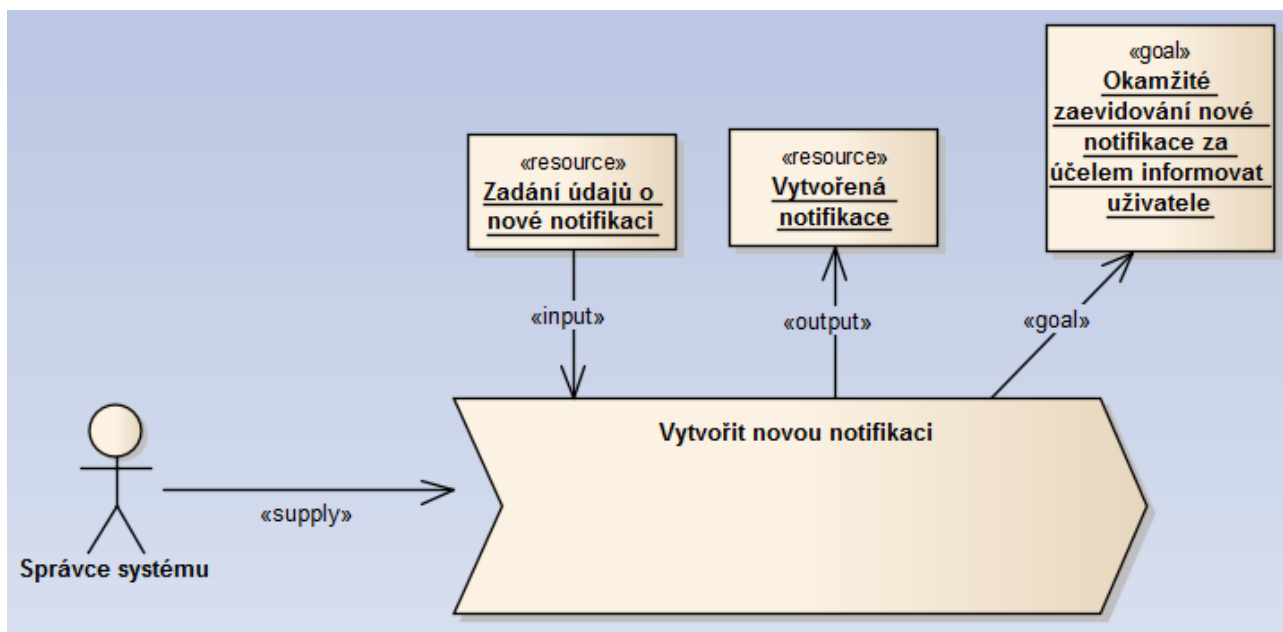 «goal»
Okamžité
zaevidování nové
notifikace za
účelem informovat
uživatele
«resource»
Zadání údajů o
nové notifikaci
«resource»
Vytvořená
notifikace
«input»
«output»
«goal»
Vytvořit novou notifikaci
«supply»
Správce systému